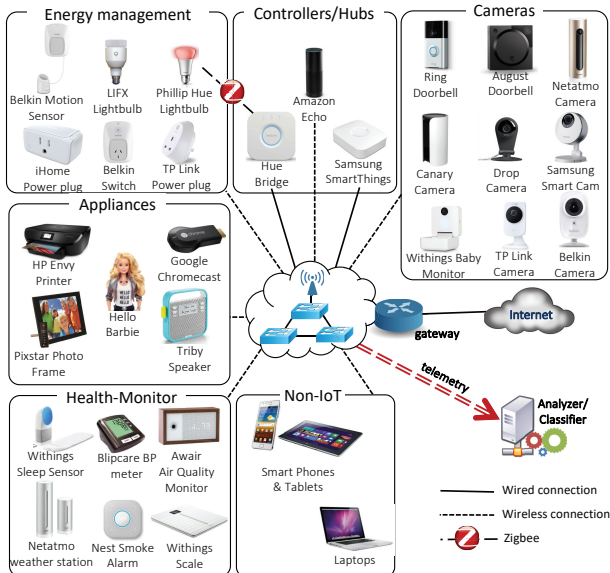 Energy management
Belkin Motion
Sensor
LIFX
Lightbulb
Phillip Hue
Lightbulb
iHome
Power plug
Belkin
Switch
TP Link
Power plug
Controllers/Hubs
Amazon
Echo
Hue
Bridge
Samsung
SmartThings
Cameras
Ring
Doorbell
August
Doorbell
Netatmo
Camera
Canary
Camera
Drop
Camera
Samsung
Smart Cam
Withings Baby
Monitor
TP Link
Camera
Belkin
Camera
Appliances
HP Envy
Printer
Google
Chromecast
Hello
Barbie
Pixstar Photo
Frame
Triby
Speaker
gateway
Internet
telemetry
Analyzer/
Classifier
Health-Monitor
Withings
Sleep Sensor
Blipcare BP
meter
Awair
Air Quality
Monitor
Netatmo
weather station
Nest Smoke
Alarm
Withings
Scale
Non-IoT
Smart Phones
& Tablets
Laptops
Wired connection
Wireless connection
Zigbee